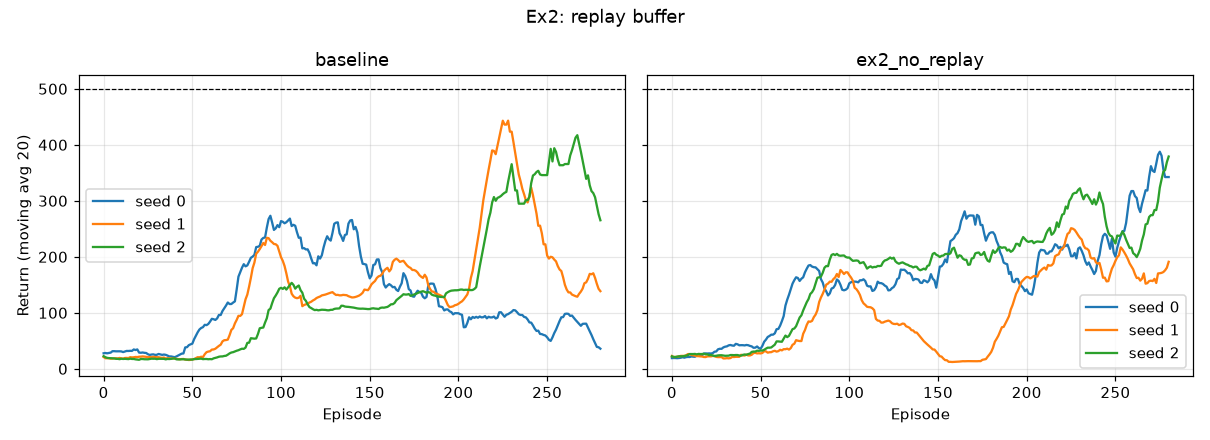 Ex2: replay buffer
baseline
500
400
300
200
100
0
Return (moving avg 20)
seed 0
seed 1
seed 2
0
50
100
150
200
250
Episode
ex2_no_replay
seed 0
seed 1
seed 2
0
50
100
150
200
250
Episode